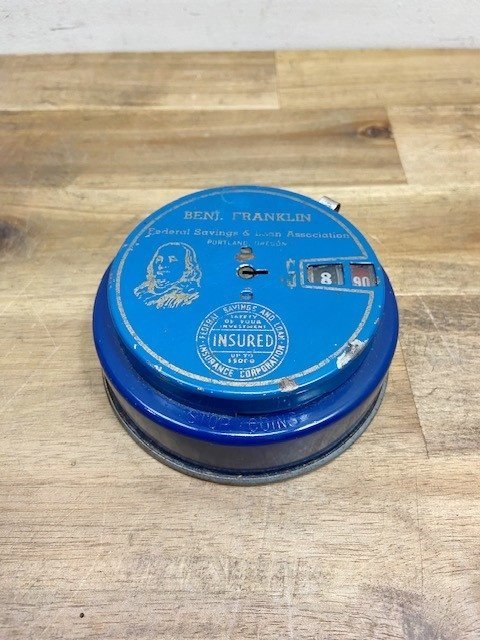 BENJ. FRANKLIN
Federal Savings & Loan Association
PORTLAND, OREGON
$ 8 90
FEDERAL SAVINGS AND LOAN
SAFETY
OF YOUR
INVESTMENT
INSURED
UP TO
INSURANCE CORPORATION
COINS